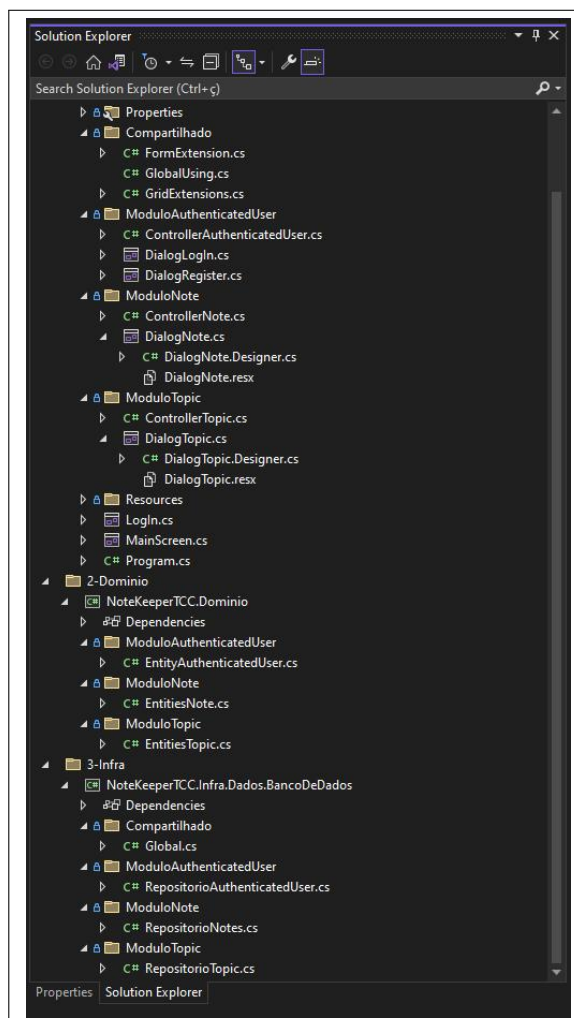 Solution Explorer
Search Solution Explorer (Ctrl+ç)
Properties
Compartilhado
C# FormExtension.cs
C# GlobalUsing.cs
C# GridExtensions.cs
ModuloAuthenticatedUser
C# ControllerAuthenticatedUser.cs
DialogLogIn.cs
DialogRegister.cs
ModuloNote
C# ControllerNote.cs
DialogNote.cs
C# DialogNote.Designer.cs
DialogNote.resx
ModuloTopic
C# ControllerTopic.cs
DialogTopic.cs
C# DialogTopic.Designer.cs
DialogTopic.resx
Resources
LogIn.cs
MainScreen.cs
C# Program.cs
2-Dominio
C# NoteKeeperTCC.Dominio
Dependencies
ModuloAuthenticatedUser
C# EntityAuthenticatedUser.cs
ModuloNote
C# EntitiesNote.cs
ModuloTopic
C# EntitiesTopic.cs
3-Infra
C# NoteKeeperTCC.Infra.Dados.BancoDeDados
Dependencies
Compartilhado
C# Global.cs
ModuloAuthenticatedUser
C# RepositorioAuthenticatedUser.cs
ModuloNote
C# RepositorioNotes.cs
ModuloTopic
C# RepositorioTopic.cs
Properties Solution Explorer